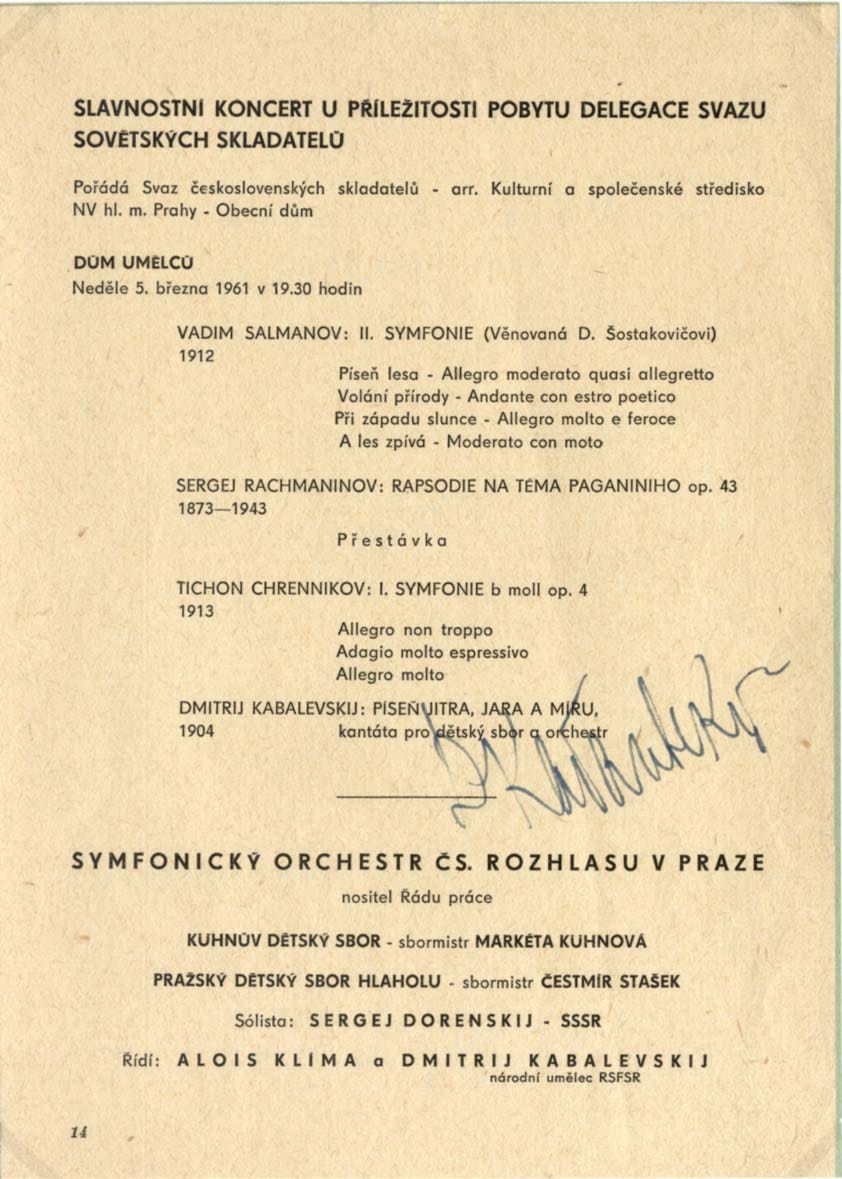 SLAVNOSTNÍ KONCERT U PŘÍLEŽITOSTI POBYTU DELEGACE SVAZU
SOVĚTSKÝCH SKLADATELŮ
Pořádá Svaz československých skladatelů - arr. Kulturní a společenské středisko
NV hl. m. Prahy - Obecní dům
DŮM UMĚLCŮ
Neděle 5. března 1961 v 19.30 hodin
VADIM SALMANOV: II. SYMFONIE (Věnovaná D. Šostakovičovi)
1912
Píseň lesa - Allegro moderato quasi allegretto
Volání přírody - Andante con estro poetico
Při západu slunce - Allegro molto e feroce
A les zpívá - Moderato con moto
SERGEJ RACHMANINOV: RAPSODIE NA TÉMA PAGANINIHO op. 43
1873—1943
Přestávka
TICHON CHRENNIKOV: I. SYMFONIE b moll op. 4
1913
Allegro non troppo
Adagio molto espressivo
Allegro molto
DMITRIJ KABALEVSKIJ: PÍSEŇ JITRA, JARA A MÍRU,
1904 kantáta pro dětský sbor a orchestr
D Kabalevský
SYMFONICKÝ ORCHESTR ČS. ROZHLASU V PRAZE
nositel Řádu práce
KUHNŮV DĚTSKÝ SBOR - sbormistr MARKÉTA KUHNOVÁ
PRAŽSKÝ DĚTSKÝ SBOR HLAHOLU - sbormistr ČESTMÍR STAŠEK
Sólista: SERGEJ DORENSKIJ - SSSR
Řídí: ALOIS KLÍMA a DMITRIJ KABALEVSKIJ
národní umělec RSFSR
14